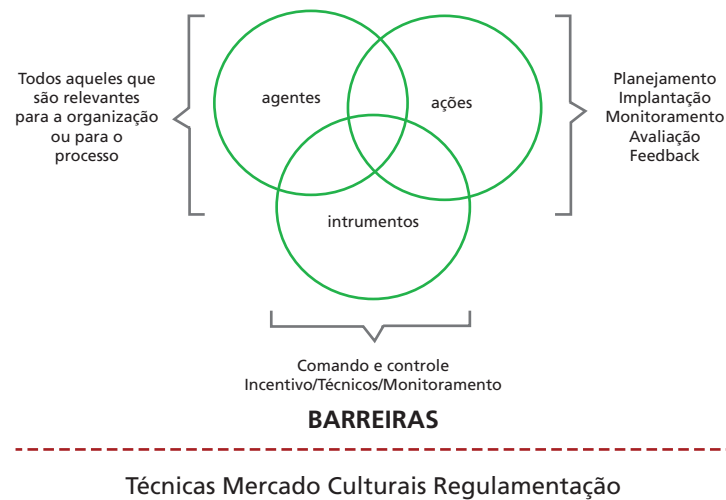 Todos aqueles que
são relevantes
para a organização
ou para o
processo
agentes
ações
intrumentos
Planejamento
Implantação
Monitoramento
Avaliação
Feedback
Comando e controle
Incentivo/Técnicos/Monitoramento
BARREIRAS
Técnicas Mercado Culturais Regulamentação